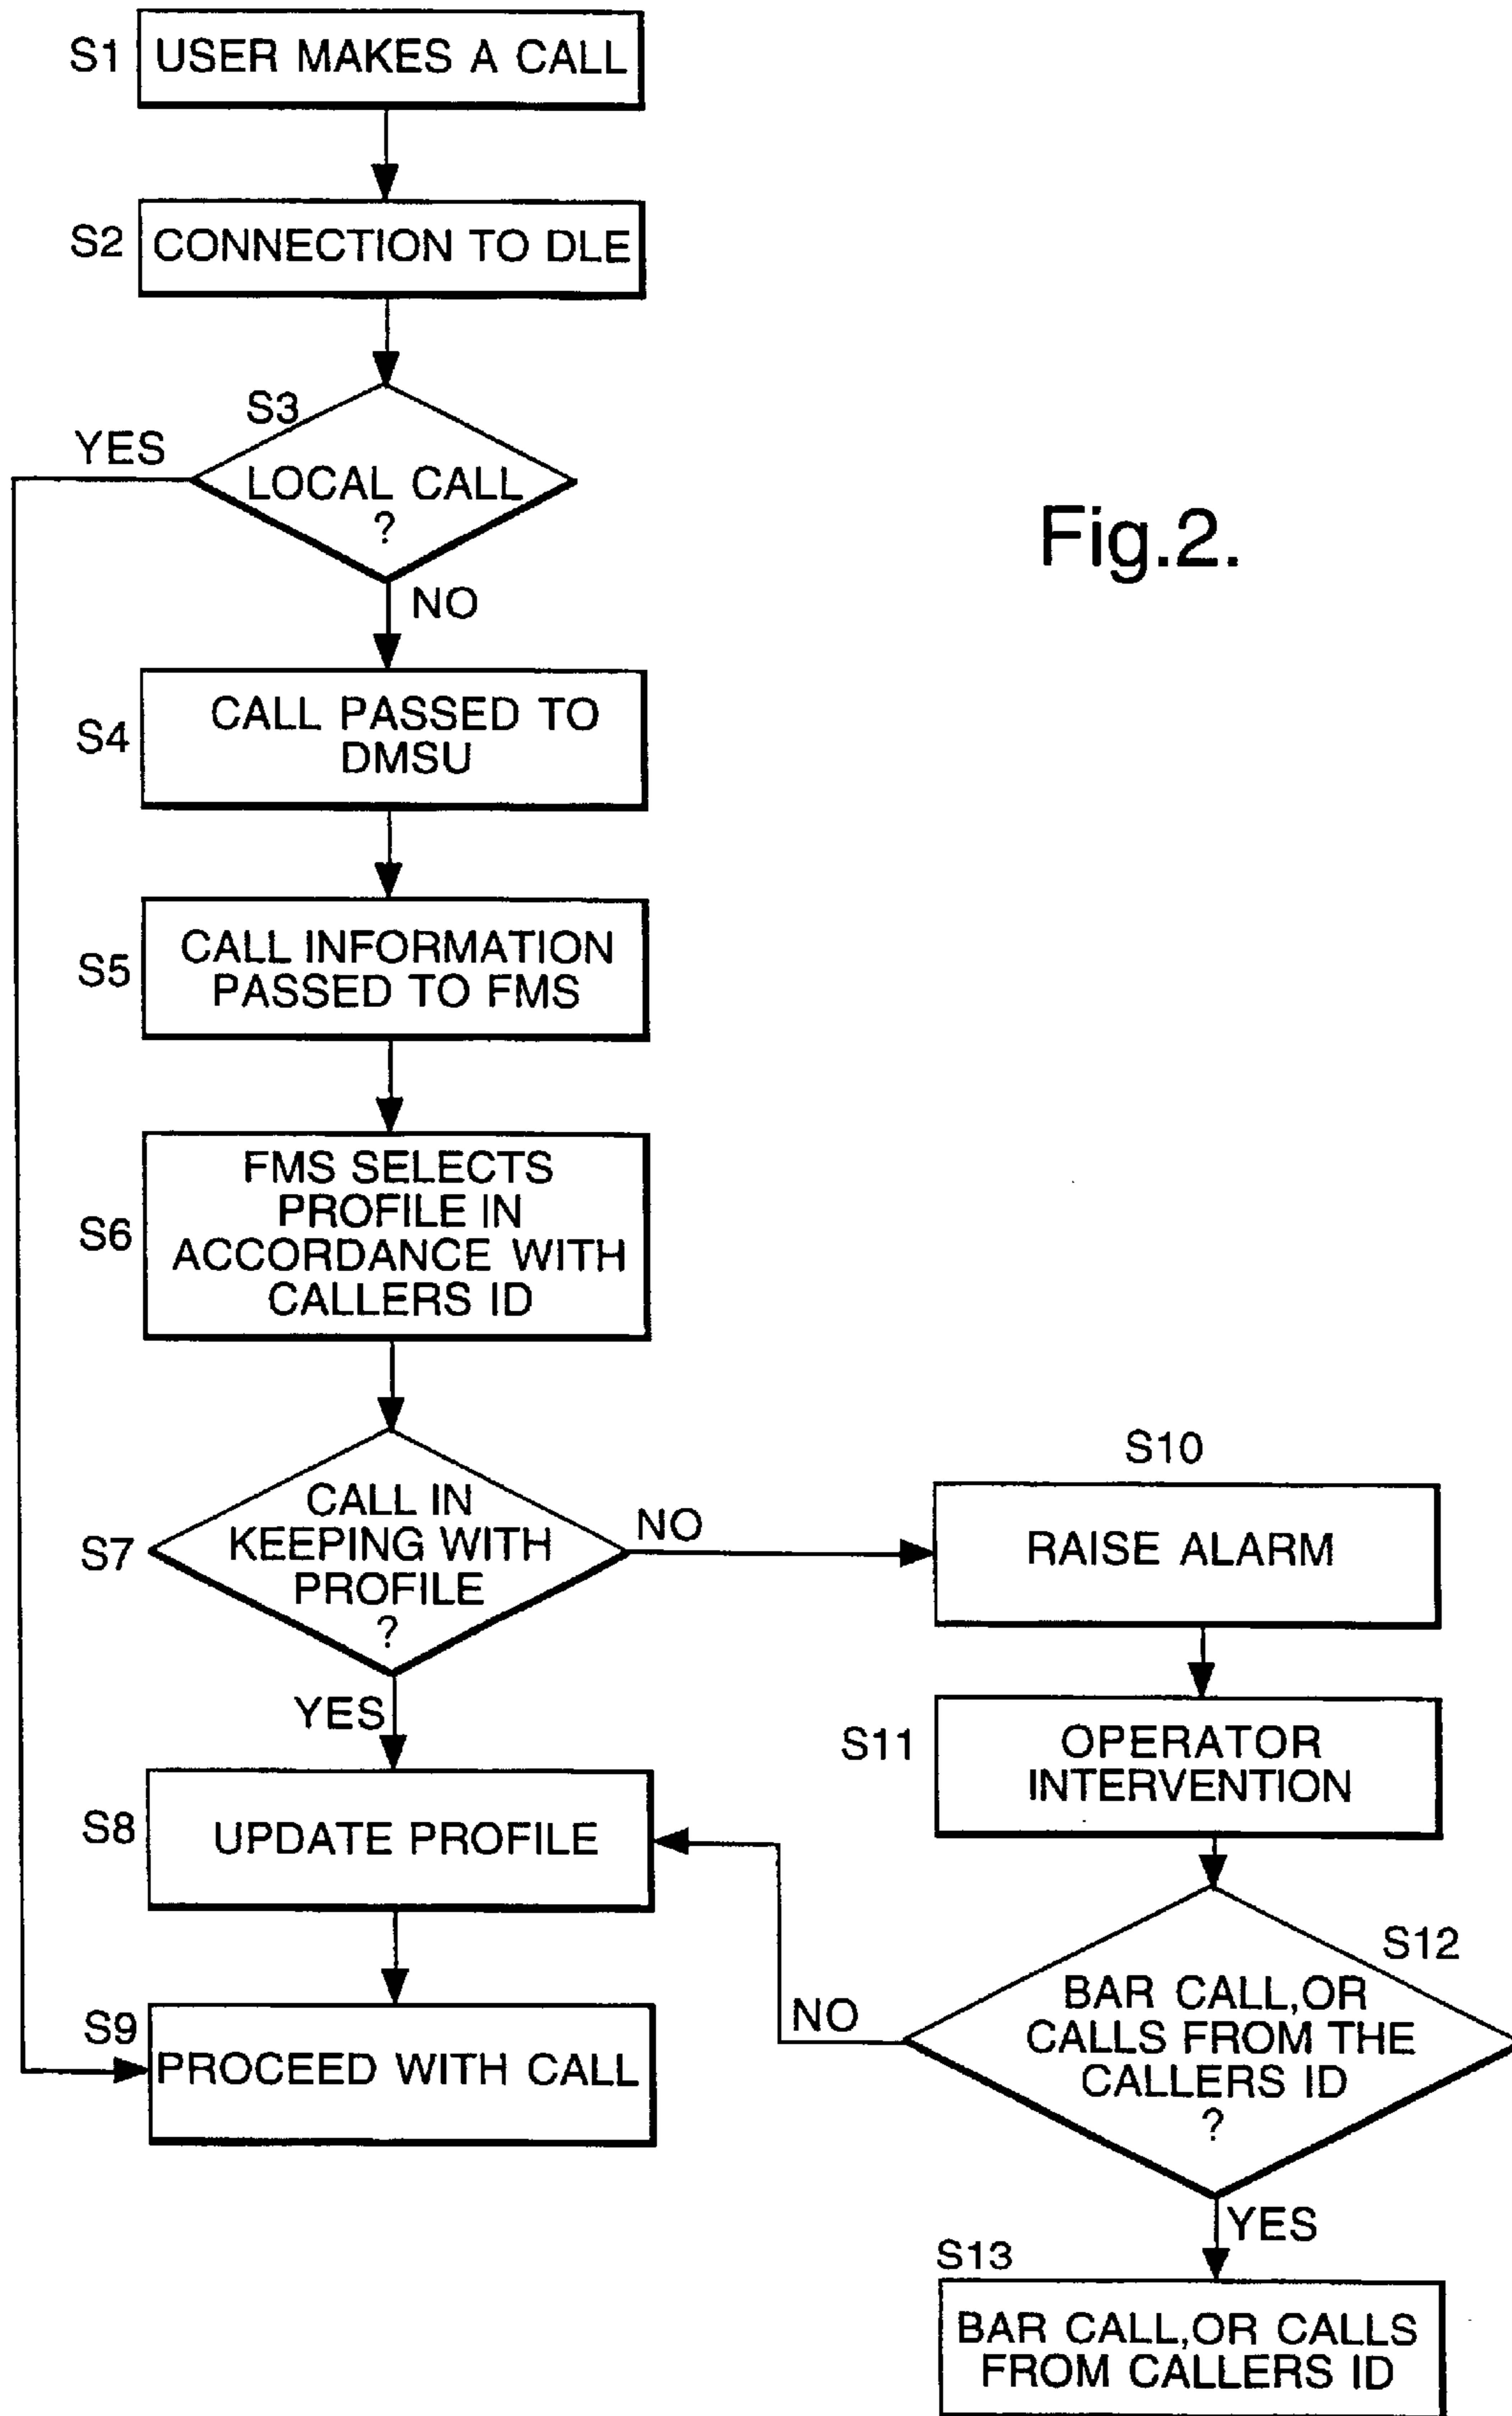 S1
USER MAKES A CALL
S2
CONNECTION TO DLE
S3
YES
LOCAL CALL
?
Fig.2.
NO
S4
CALL PASSED TO
DMSU
S5
CALL INFORMATION
PASSED TO FMS
S6
FMS SELECTS
PROFILE IN
ACCORDANCE WITH
CALLERS ID
S7
CALL IN
KEEPING WITH
PROFILE
?
NO
S10
RAISE ALARM
YES
S11
OPERATOR
INTERVENTION
S8
UPDATE PROFILE
S12
BAR CALL,OR
CALLS FROM THE
CALLERS ID
?
NO
S9
PROCEED WITH CALL
YES
S13
BAR CALL,OR CALLS
FROM CALLERS ID